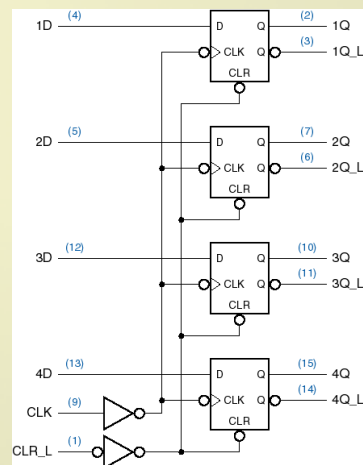 1D (4) D Q (2) 1Q
CLK Q (3) 1Q_L
CLR
2D (5) D Q (7) 2Q
CLK Q (6) 2Q_L
CLR
3D (12) D Q (10) 3Q
CLK Q (11) 3Q_L
CLR
4D (13) D Q (15) 4Q
CLK (9) CLK Q (14) 4Q_L
CLR
CLR_L (1)